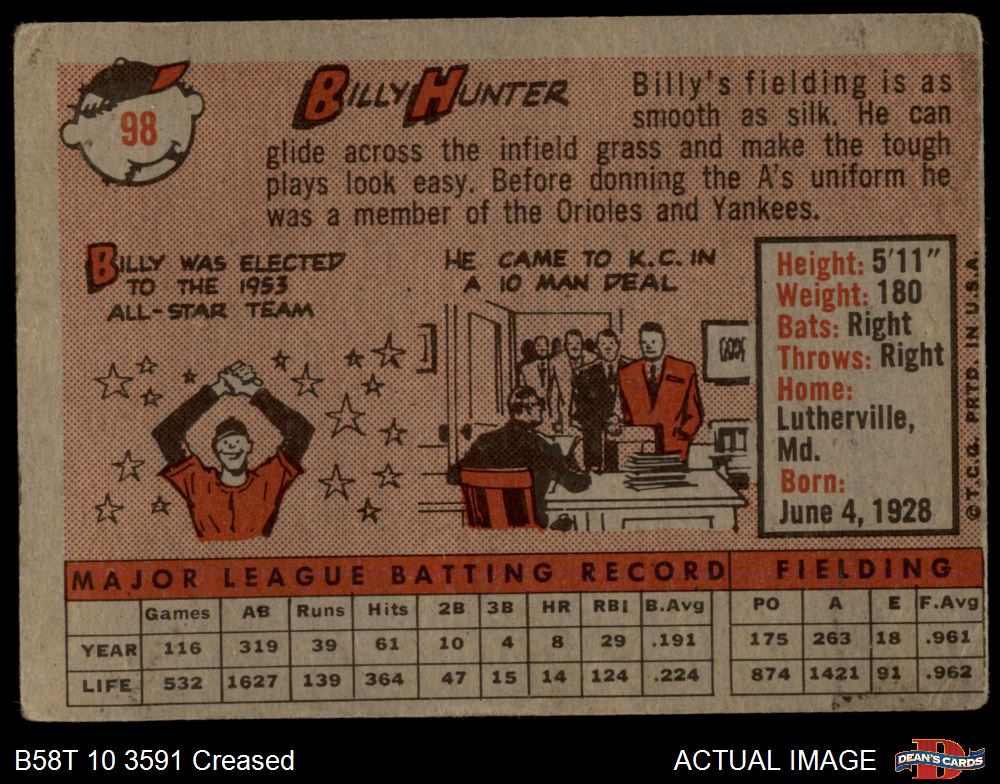 98
BILLY HUNTER
Billy's fielding is as
smooth as silk. He can
glide across the infield grass and make the tough
plays look easy. Before donning the A's uniform he
was a member of the Orioles and Yankees.
BILLY WAS ELECTED
TO THE 1953
ALL-STAR TEAM
HE CAME TO K.C. IN
A 10 MAN DEAL
Height: 5'11"
Weight: 180
Bats: Right
Throws: Right
Home:
Lutherville,
Md.
Born:
June 4, 1928
© T.C.G. PRTD. IN U.S.A.
MAJOR LEAGUE BATTING RECORD FIELDING
Games AB Runs Hits 2B 3B HR RBI B.Avg PO A E F.Avg
YEAR 116 319 39 61 10 4 8 29 .191 175 263 18 .961
LIFE 532 1627 139 364 47 15 14 124 .224 874 1421 91 .962
B58T 10 3591 Creased
ACTUAL IMAGE
D
DEAN'S CARDS